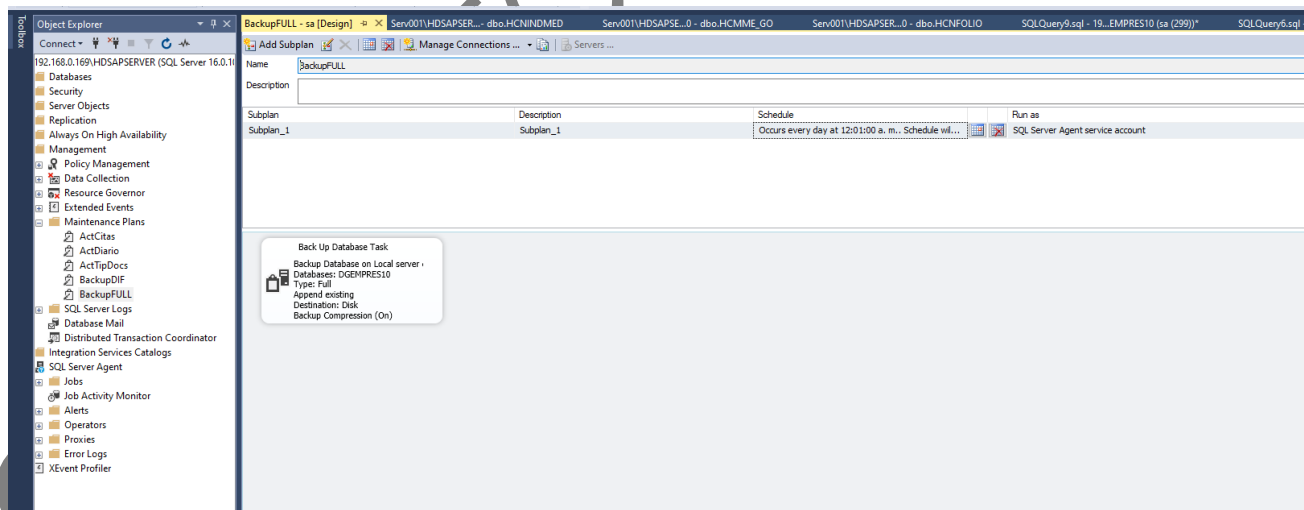 Toolbox
Object Explorer
Connect
192.168.0.169\HDSAPSERVER (SQL Server 16.0.10
Databases
Security
Server Objects
Replication
Always On High Availability
Management
Policy Management
Data Collection
Resource Governor
Extended Events
Maintenance Plans
ActCitas
ActDiario
ActTipDocs
BackupDIF
BackupFULL
SQL Server Logs
Database Mail
Distributed Transaction Coordinator
Integration Services Catalogs
SQL Server Agent
Jobs
Job Activity Monitor
Alerts
Operators
Proxies
Error Logs
XEvent Profiler
BackupFULL - sa [Design] Serv001\HDSAPSER...- dbo.HCNINDMED Serv001\HDSAPSE...0 - dbo.HCMME_GO Serv001\HDSAPSER...0 - dbo.HCNFOLIO SQLQuery9.sql - 19...EMPRES10 (sa (299))* SQLQuery6.sql -
Add Subplan Manage Connections ... Servers ...
Name BackupFULL
Description
Subplan Description Schedule Run as
Subplan_1 Subplan_1 Occurs every day at 12:01:00 a. m.. Schedule wil... SQL Server Agent service account
Back Up Database Task
Backup Database on Local server
Databases: DGEMPRES10
Type: Full
Append existing
Destination: Disk
Backup Compression (On)